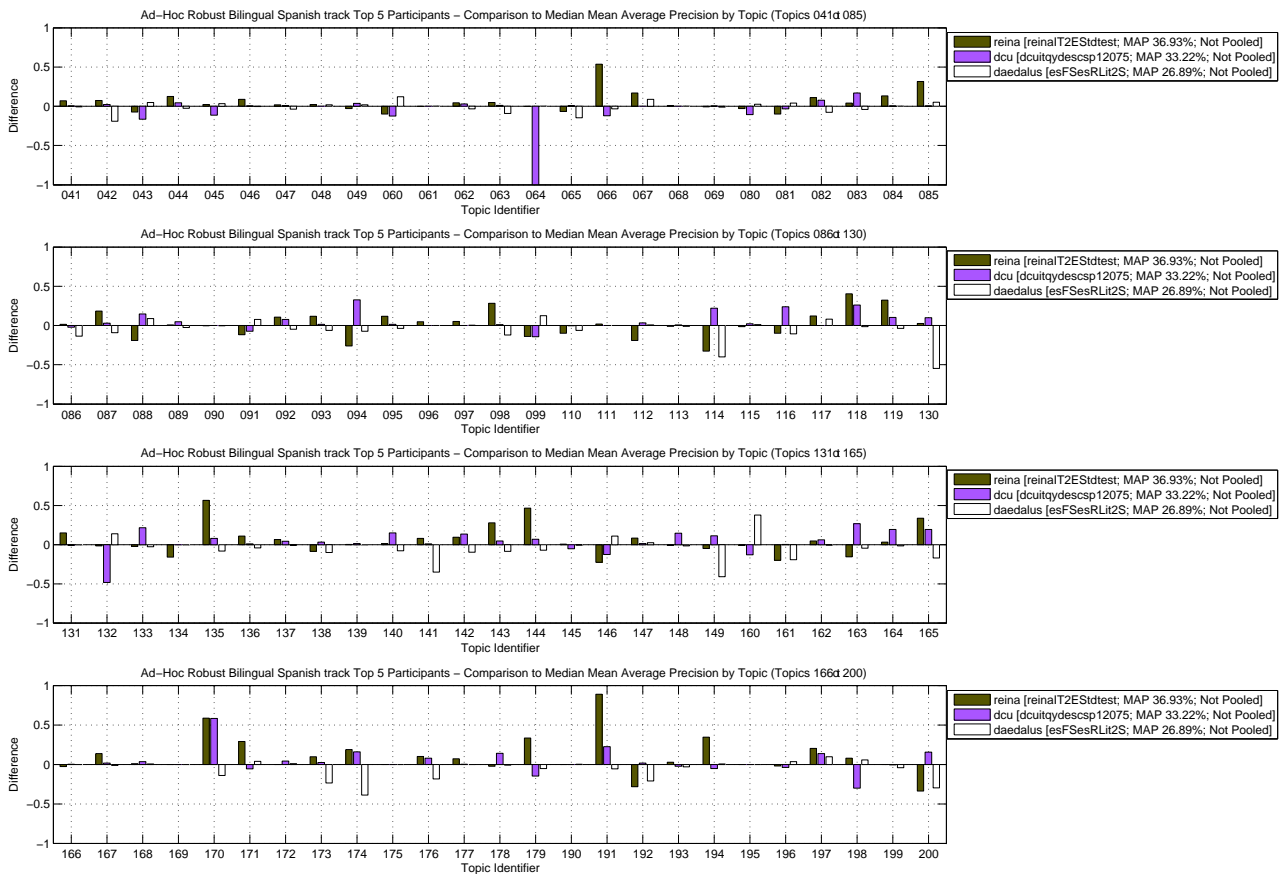 Ad−Hoc Robust Bilingual Spanish track Top 5 Participants − Comparison to Median Mean Average Precision by Topic (Topics 041d 085)
1
0.5
0
−0.5
−1
Difference
041 042 043 044 045 046 047 048 049 060 061 062 063 064 065 066 067 068 069 080 081 082 083 084 085
Topic Identifier
reina [reinaIT2EStdtest; MAP 36.93%; Not Pooled]
dcu [dcuitqydescsp12075; MAP 33.22%; Not Pooled]
daedalus [esFSesRLit2S; MAP 26.89%; Not Pooled]
Ad−Hoc Robust Bilingual Spanish track Top 5 Participants − Comparison to Median Mean Average Precision by Topic (Topics 086d 130)
1
0.5
0
−0.5
−1
Difference
086 087 088 089 090 091 092 093 094 095 096 097 098 099 110 111 112 113 114 115 116 117 118 119 130
Topic Identifier
reina [reinaIT2EStdtest; MAP 36.93%; Not Pooled]
dcu [dcuitqydescsp12075; MAP 33.22%; Not Pooled]
daedalus [esFSesRLit2S; MAP 26.89%; Not Pooled]
Ad−Hoc Robust Bilingual Spanish track Top 5 Participants − Comparison to Median Mean Average Precision by Topic (Topics 131d 165)
1
0.5
0
−0.5
−1
Difference
131 132 133 134 135 136 137 138 139 140 141 142 143 144 145 146 147 148 149 160 161 162 163 164 165
Topic Identifier
reina [reinaIT2EStdtest; MAP 36.93%; Not Pooled]
dcu [dcuitqydescsp12075; MAP 33.22%; Not Pooled]
daedalus [esFSesRLit2S; MAP 26.89%; Not Pooled]
Ad−Hoc Robust Bilingual Spanish track Top 5 Participants − Comparison to Median Mean Average Precision by Topic (Topics 166d 200)
1
0.5
0
−0.5
−1
Difference
166 167 168 169 170 171 172 173 174 176 177 178 179 190 191 192 193 194 195 196 197 198 199 200
Topic Identifier
reina [reinaIT2EStdtest; MAP 36.93%; Not Pooled]
dcu [dcuitqydescsp12075; MAP 33.22%; Not Pooled]
daedalus [esFSesRLit2S; MAP 26.89%; Not Pooled]